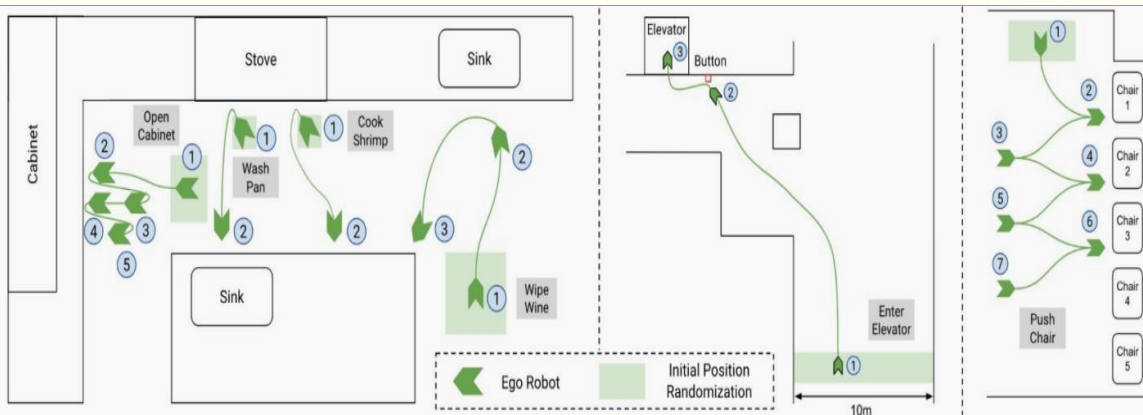 Cabinet
Stove
Sink
Open
Cabinet
1
2
3
4
5
1
Wash
Pan
2
1
Cook
Shrimp
2
2
3
1
Wipe
Wine
Sink
Ego Robot
Initial Position
Randomization
Elevator
3
Button
2
Enter
Elevator
1
10m
1
2
3
4
5
6
7
Chair
1
Chair
2
Chair
3
Chair
4
Chair
5
Push
Chair